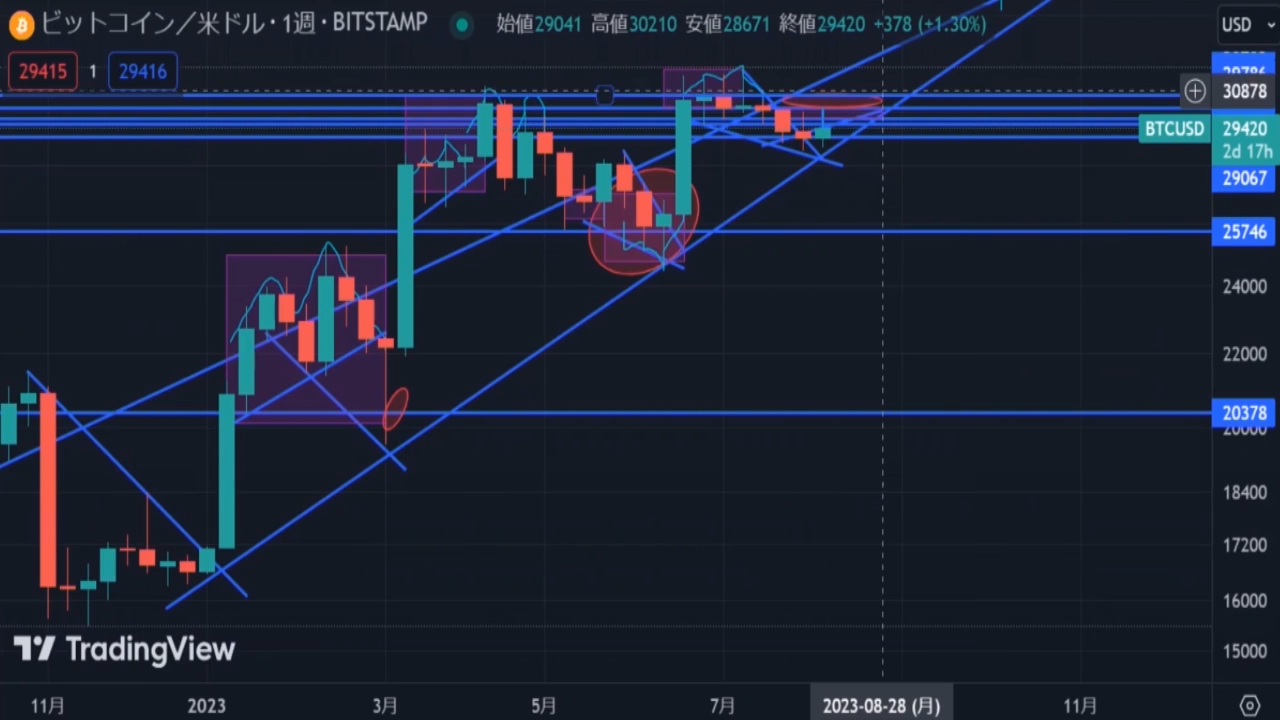 ビットコイン／米ドル・1週・BITSTAMP 始値29041 高値30210 安値28671 終値29420 +378 (+1.30%)
USD
29415 1 29416
30878
BTCUSD 29420
2d 17h
29067
25746
24000
22000
20378
20000
18400
17200
16000
15000
TradingView
11月 2023 3月 5月 7月 2023-08-28 (月) 11月